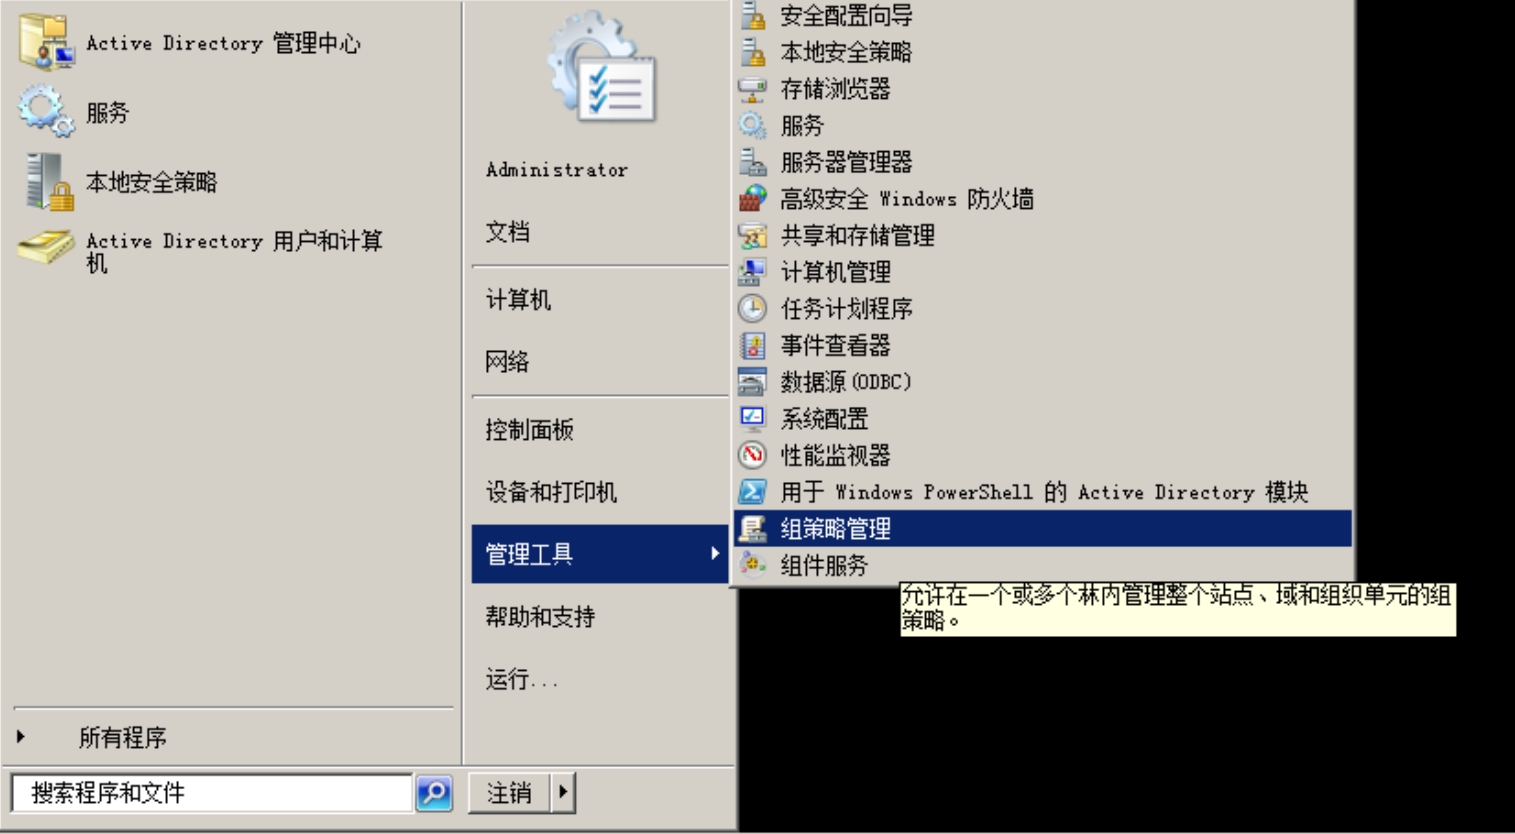 Active Directory 管理中心
服务
本地安全策略
Active Directory 用户和计算
机
所有程序
搜索程序和文件
Administrator
文档
计算机
网络
控制面板
设备和打印机
管理工具
帮助和支持
运行...
注销
安全配置向导
本地安全策略
存储浏览器
服务
服务器管理器
高级安全 Windows 防火墙
共享和存储管理
计算机管理
任务计划程序
事件查看器
数据源(ODBC)
系统配置
性能监视器
用于 Windows PowerShell 的 Active Directory 模块
组策略管理
组件服务
允许在一个或多个林内管理整个站点、域和组织单元的组
策略。